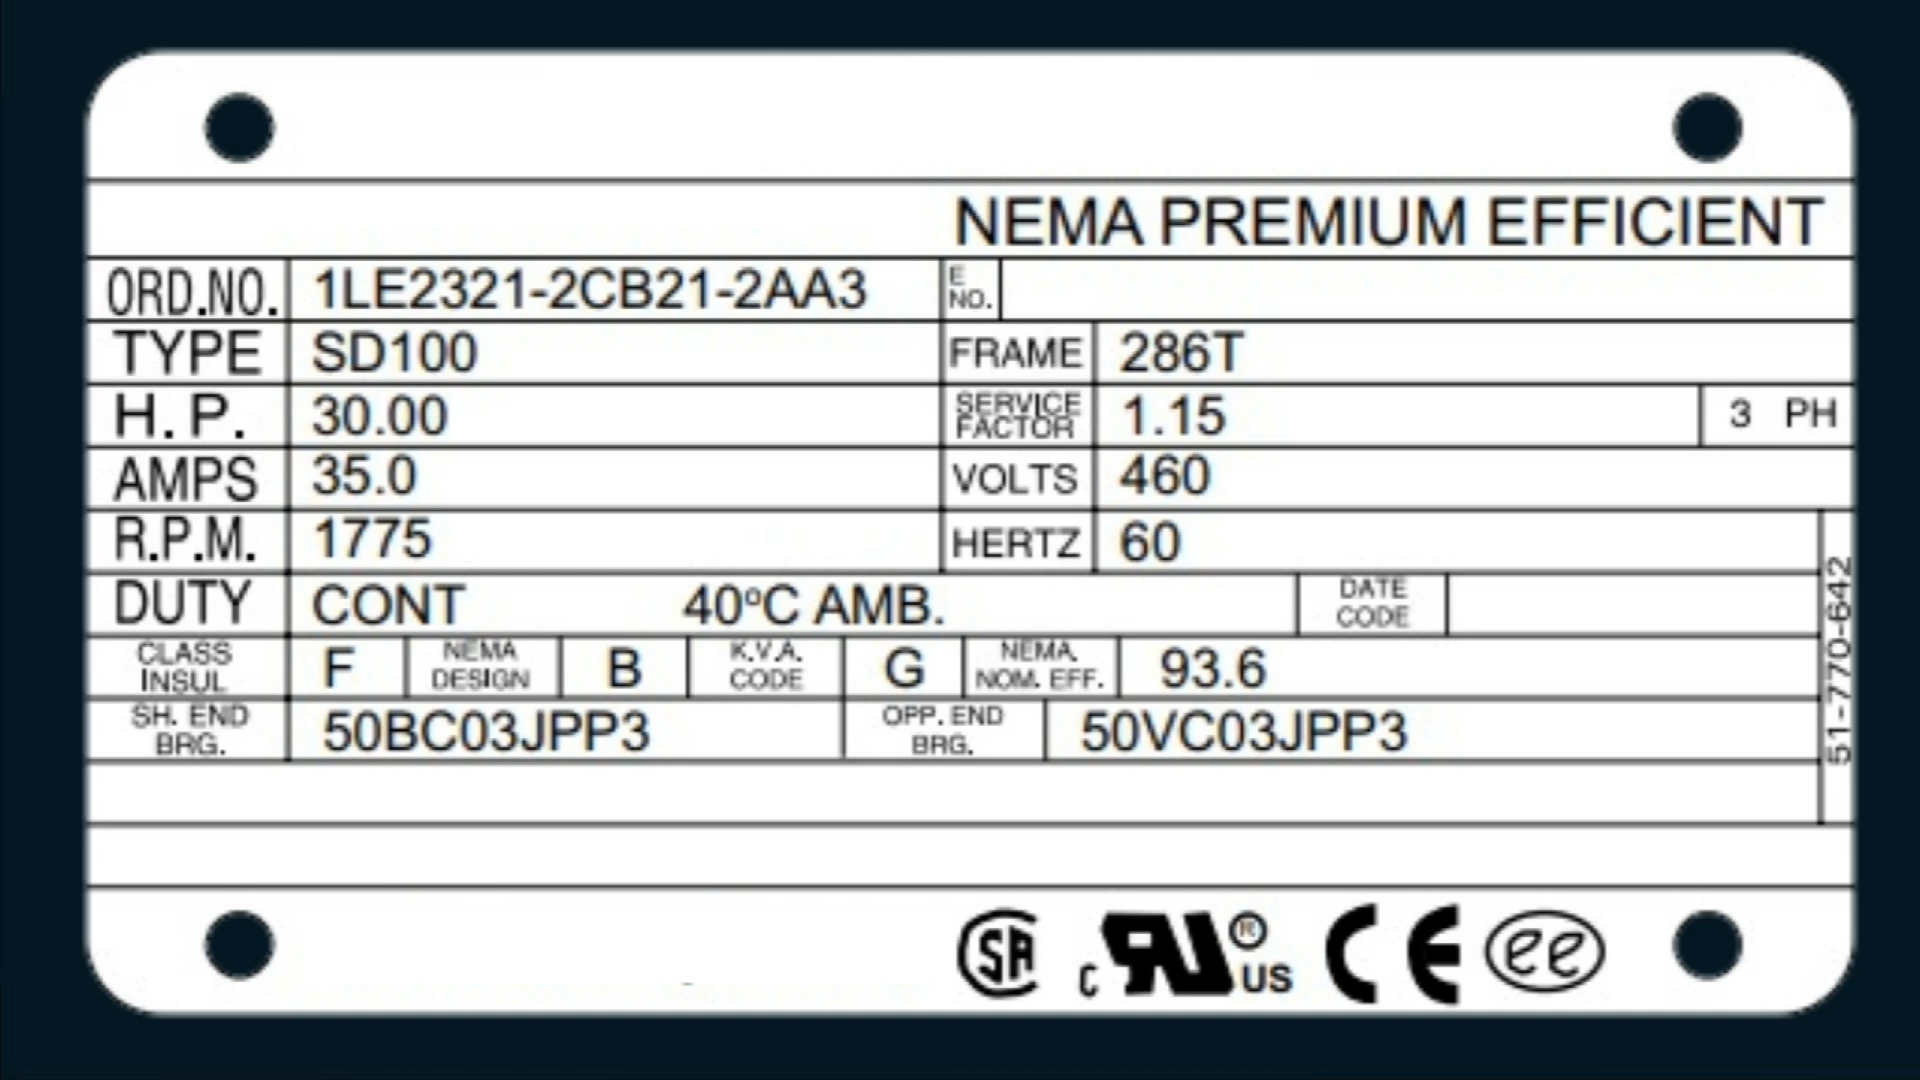 NEMA PREMIUM EFFICIENT
ORD.NO. 1LE2321-2CB21-2AA3 E NO.
TYPE SD100 FRAME 286T
H.P. 30.00 SERVICE FACTOR 1.15 3 PH
AMPS 35.0 VOLTS 460
R.P.M. 1775 HERTZ 60
DUTY CONT 40°C AMB. DATE CODE
CLASS INSUL F NEMA DESIGN B K.V.A. CODE G NEMA NOM. EFF. 93.6
SH. END BRG. 50BC03JPP3 OPP. END BRG. 50VC03JPP3
51-770-642
SA C RU ® US CE ee